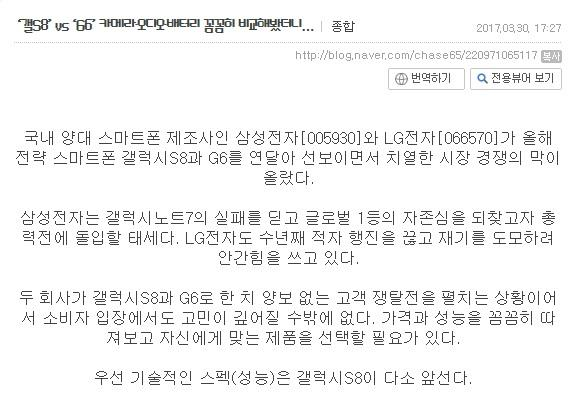 '갤S8' vs 'G6' 카메라·오디오·배터리 꼼꼼히 비교해봤더니... | 종합
2017.03.30. 17:27
http://blog.naver.com/chase65/220971065117 복사
번역하기 전용뷰어 보기
국내 양대 스마트폰 제조사인 삼성전자[005930]와 LG전자[066570]가 올해
전략 스마트폰 갤럭시S8과 G6를 연달아 선보이면서 치열한 시장 경쟁의 막이
올랐다.
삼성전자는 갤럭시노트7의 실패를 딛고 글로벌 1등의 자존심을 되찾고자 총
력전에 돌입할 태세다. LG전자도 수년째 적자 행진을 끊고 재기를 도모하려
안간힘을 쓰고 있다.
두 회사가 갤럭시S8과 G6로 한 치 양보 없는 고객 쟁탈전을 펼치는 상황이어
서 소비자 입장에서도 고민이 깊어질 수밖에 없다. 가격과 성능을 꼼꼼히 따
져보고 자신에게 맞는 제품을 선택할 필요가 있다.
우선 기술적인 스펙(성능)은 갤럭시S8이 다소 앞선다.